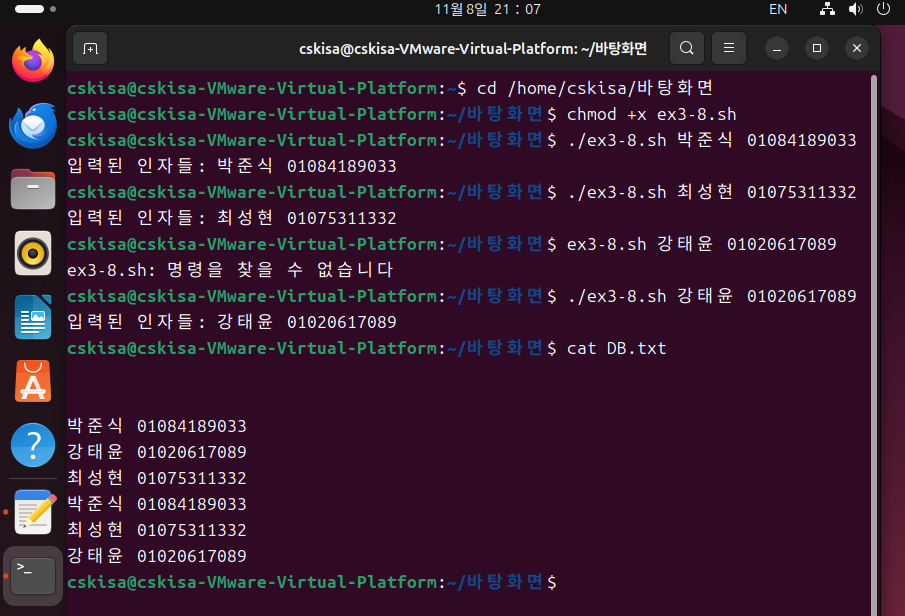 11월 8일 21 : 07
EN
cskisa@cskisa-VMware-Virtual-Platform: ~/바탕화면
cskisa@cskisa-VMware-Virtual-Platform:~$ cd /home/cskisa/바탕화면
cskisa@cskisa-VMware-Virtual-Platform:~/바탕화면$ chmod +x ex3-8.sh
cskisa@cskisa-VMware-Virtual-Platform:~/바탕화면$ ./ex3-8.sh 박준식 01084189033
입력된 인자들: 박준식 01084189033
cskisa@cskisa-VMware-Virtual-Platform:~/바탕화면$ ./ex3-8.sh 최성현 01075311332
입력된 인자들: 최성현 01075311332
cskisa@cskisa-VMware-Virtual-Platform:~/바탕화면$ ex3-8.sh 강태윤 01020617089
ex3-8.sh: 명령을 찾을 수 없습니다
cskisa@cskisa-VMware-Virtual-Platform:~/바탕화면$ ./ex3-8.sh 강태윤 01020617089
입력된 인자들: 강태윤 01020617089
cskisa@cskisa-VMware-Virtual-Platform:~/바탕화면$ cat DB.txt
박준식 01084189033
강태윤 01020617089
최성현 01075311332
박준식 01084189033
최성현 01075311332
강태윤 01020617089
cskisa@cskisa-VMware-Virtual-Platform:~/바탕화면$